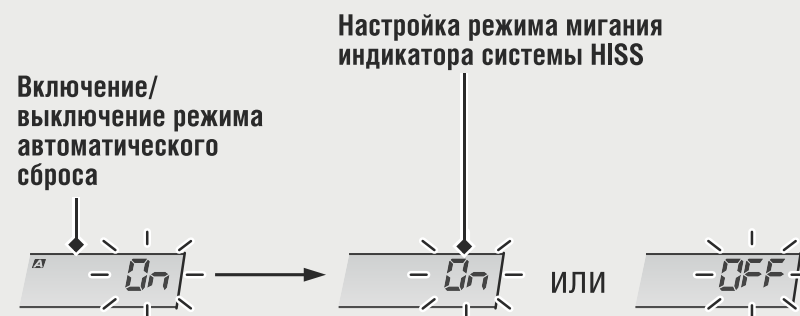 Настройка режима мигания
индикатора системы HISS
Включение/
выключение режима
автоматического
сброса
A On
On или OFF